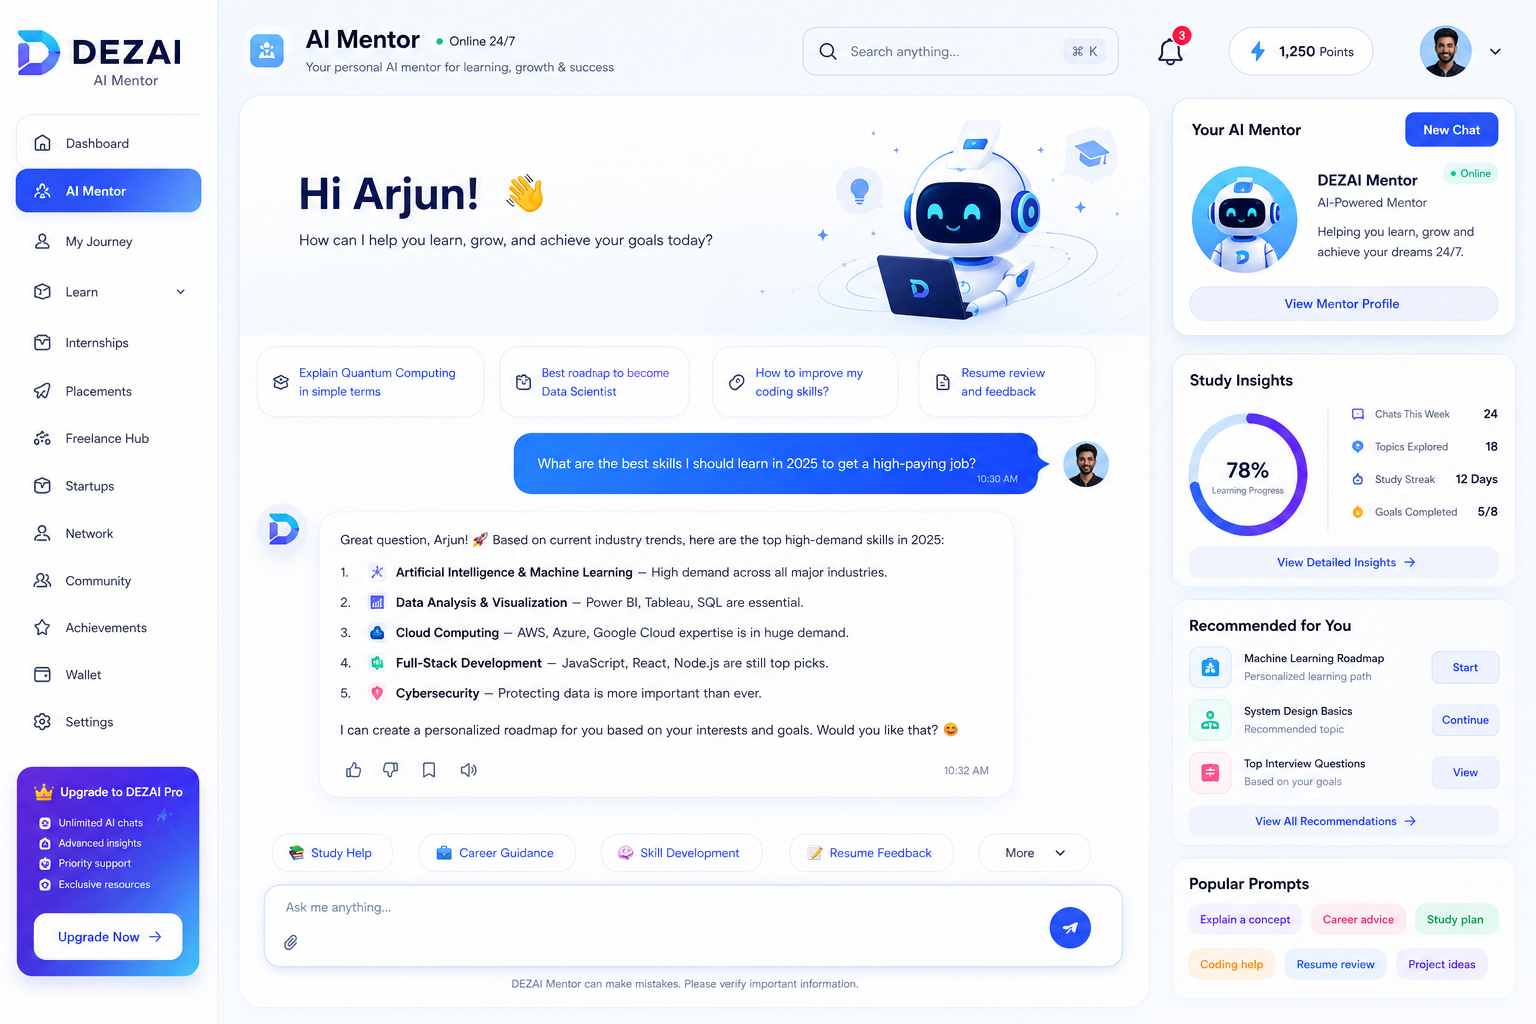 DEZAI
AI Mentor
Dashboard
AI Mentor
My Journey
Learn
Internships
Placements
Freelance Hub
Startups
Network
Community
Achievements
Wallet
Settings
👑 Upgrade to DEZAI Pro
Unlimited AI chats
Advanced insights
Priority support
Exclusive resources
Upgrade Now →
AI Mentor
Online 24/7
Your personal AI mentor for learning, growth & success
Search anything...
⌘ K
3
1,250 Points
Hi Arjun! 👋
How can I help you learn, grow, and achieve your goals today?
Explain Quantum Computing
in simple terms
Best roadmap to become
Data Scientist
How to improve my
coding skills?
Resume review
and feedback
What are the best skills I should learn in 2025 to get a high-paying job?
10:30 AM
Great question, Arjun! 🚀 Based on current industry trends, here are the top high-demand skills in 2025:
1. Artificial Intelligence & Machine Learning — High demand across all major industries.
2. Data Analysis & Visualization — Power BI, Tableau, SQL are essential.
3. Cloud Computing — AWS, Azure, Google Cloud expertise is in huge demand.
4. Full-Stack Development — JavaScript, React, Node.js are still top picks.
5. Cybersecurity — Protecting data is more important than ever.
I can create a personalized roadmap for you based on your interests and goals. Would you like that? 😊
10:32 AM
📚 Study Help
💼 Career Guidance
🧠 Skill Development
📝 Resume Feedback
More
Ask me anything...
DEZAI Mentor can make mistakes. Please verify important information.
Your AI Mentor
New Chat
DEZAI Mentor
Online
AI-Powered Mentor
Helping you learn, grow and
achieve your dreams 24/7.
View Mentor Profile
Study Insights
78%
Learning Progress
Chats This Week 24
Topics Explored 18
Study Streak 12 Days
Goals Completed 5/8
View Detailed Insights →
Recommended for You
Machine Learning Roadmap
Personalized learning path
Start
System Design Basics
Recommended topic
Continue
Top Interview Questions
Based on your goals
View
View All Recommendations →
Popular Prompts
Explain a concept
Career advice
Study plan
Coding help
Resume review
Project ideas